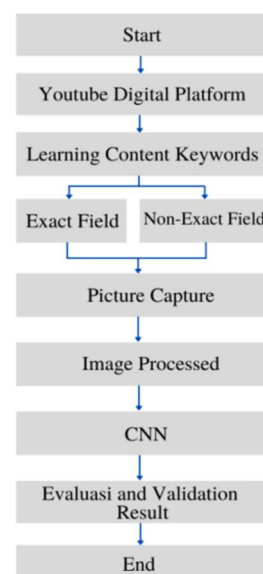 Start
Youtube Digital Platform
Learning Content Keywords
Exact Field
Non-Exact Field
Picture Capture
Image Processed
CNN
Evaluasi and Validation
Result
End